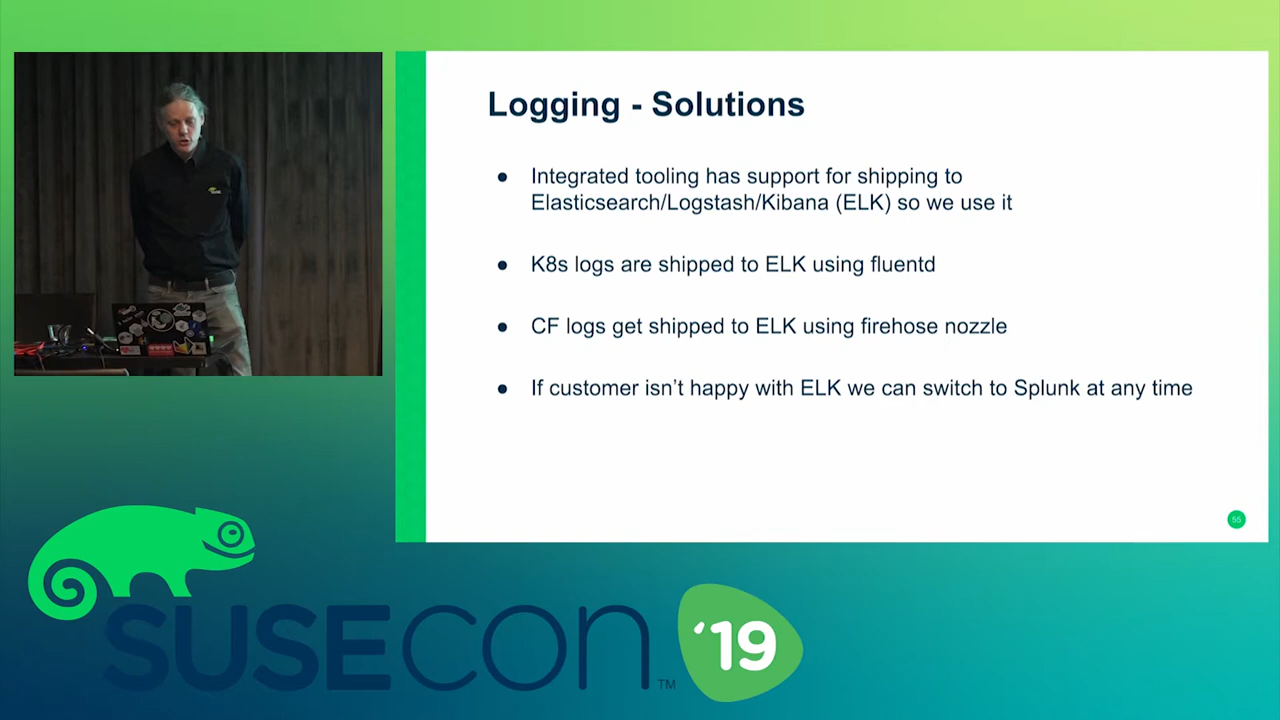 Logging - Solutions
● Integrated tooling has support for shipping to
Elasticsearch/Logstash/Kibana (ELK) so we use it
● K8s logs are shipped to ELK using fluentd
● CF logs get shipped to ELK using firehose nozzle
● If customer isn't happy with ELK we can switch to Splunk at any time
55
SUSECON TM '19